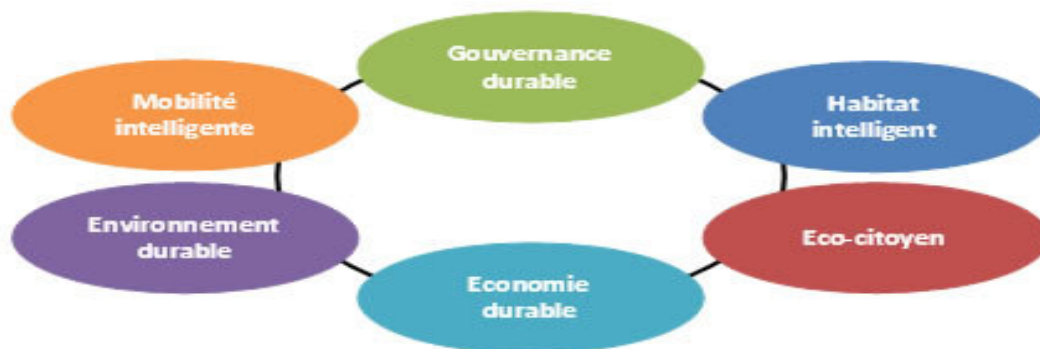 Gouvernance
durable
Mobilité
intelligente
Habitat
intelligent
Environnement
durable
Eco-citoyen
Economie
durable